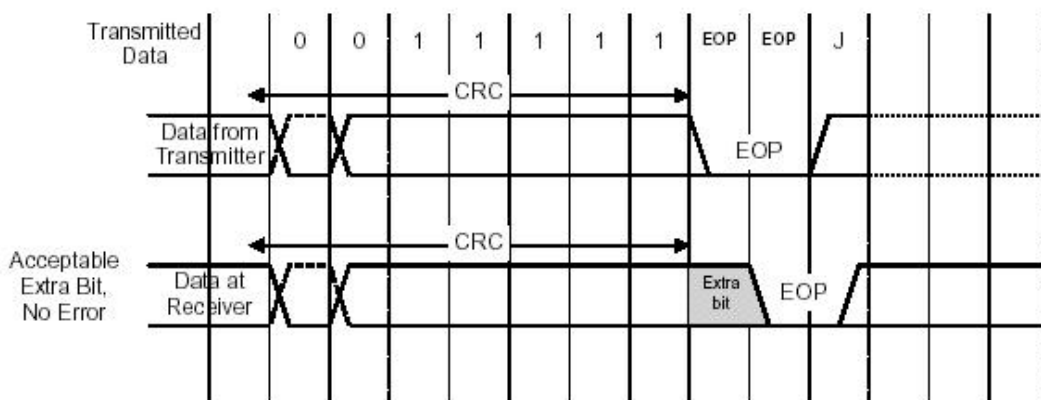 Transmitted
Data
0 0 1 1 1 1 1 EOP EOP J
CRC
Data from
Transmitter
EOP
CRC
Acceptable
Extra Bit,
No Error
Data at
Receiver
Extra
bit
EOP